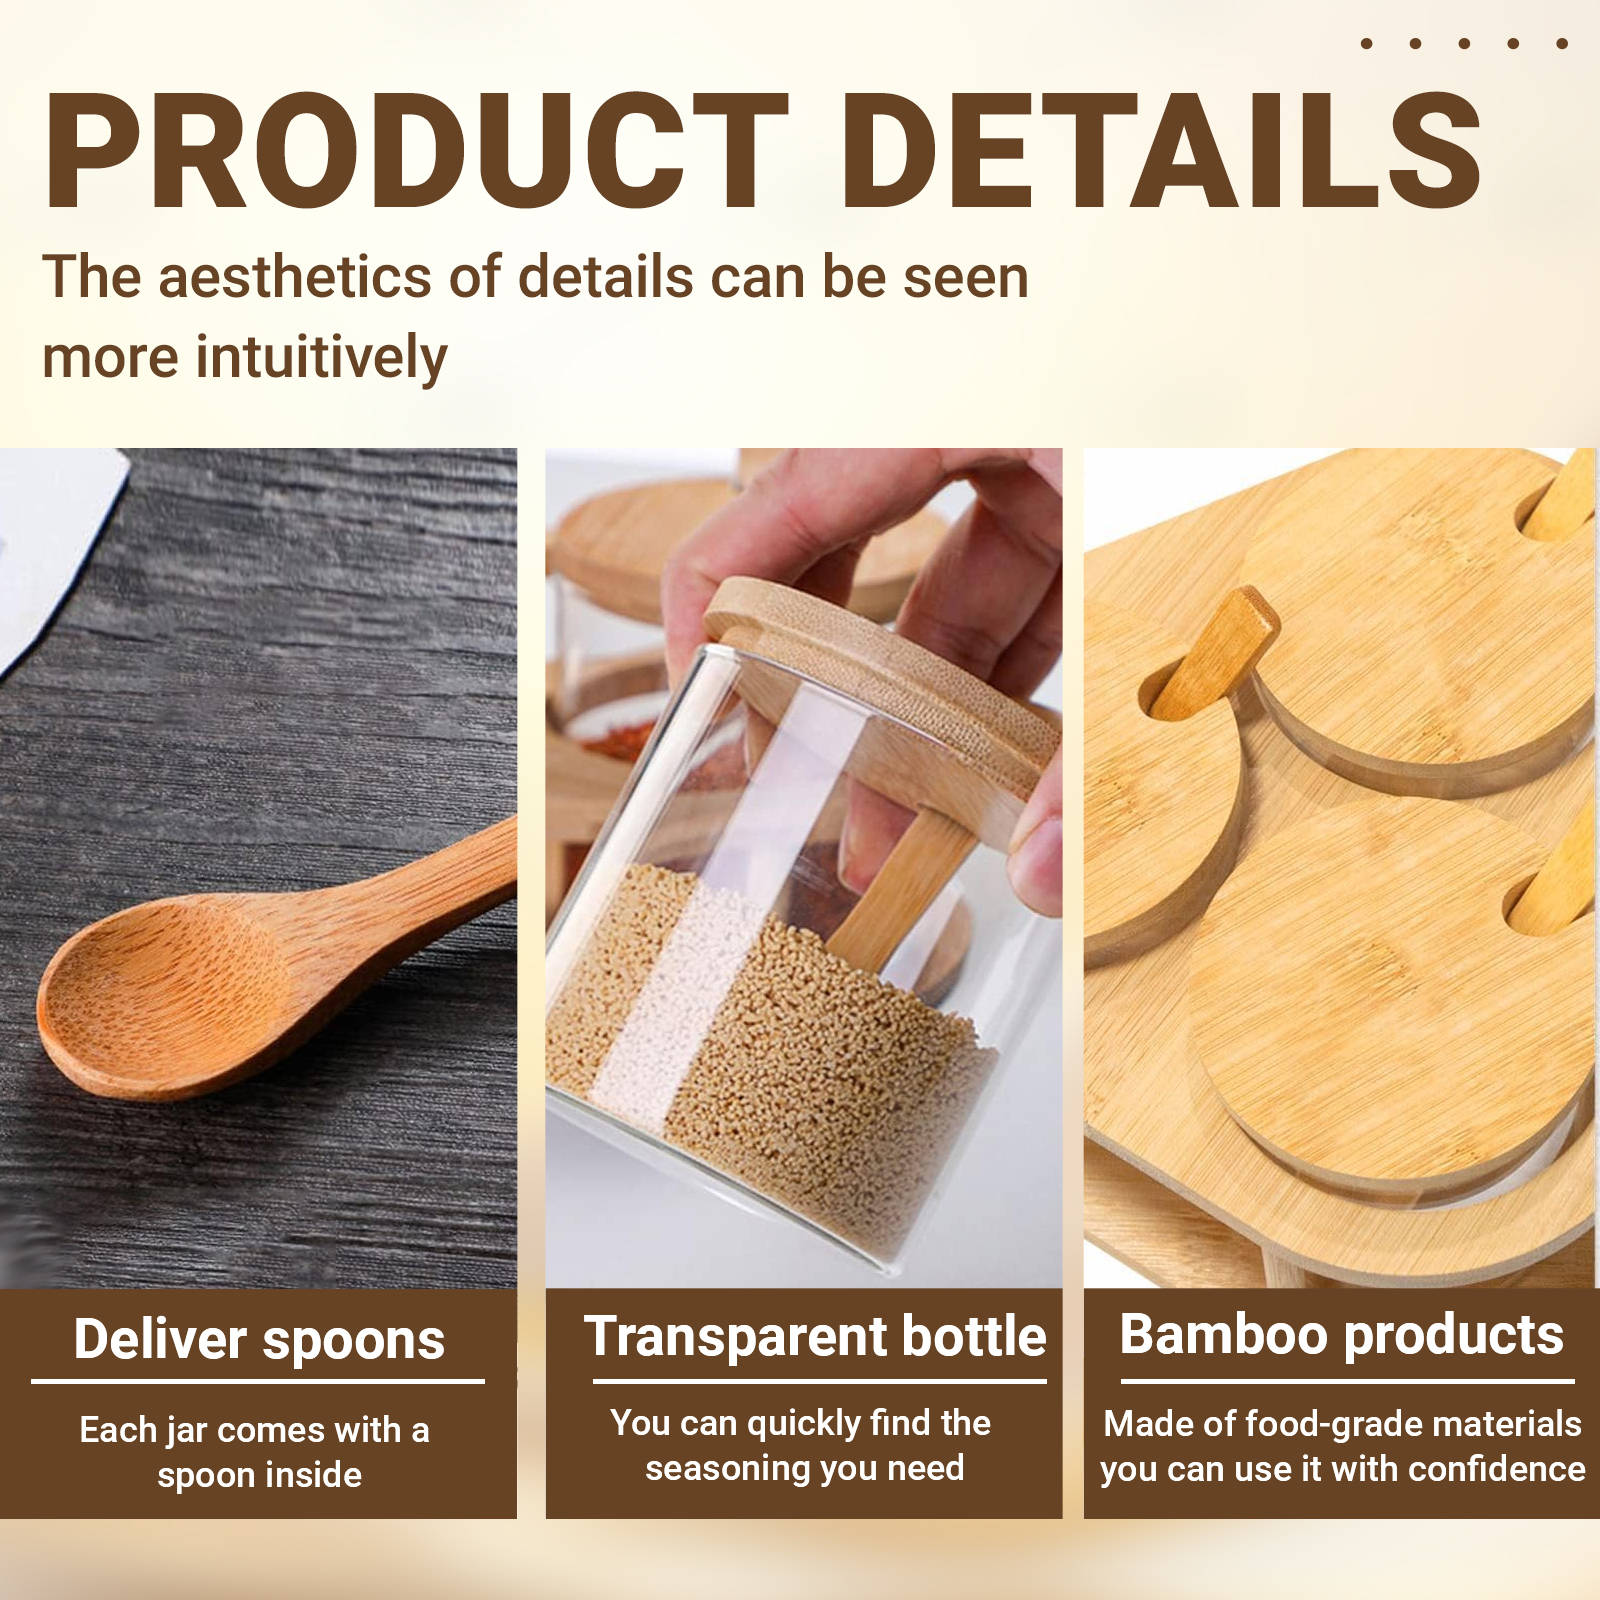 PRODUCT DETAILS
The aesthetics of details can be seen
more intuitively
Deliver spoons
Each jar comes with a
spoon inside
Transparent bottle
You can quickly find the
seasoning you need
Bamboo products
Made of food-grade materials
you can use it with confidence